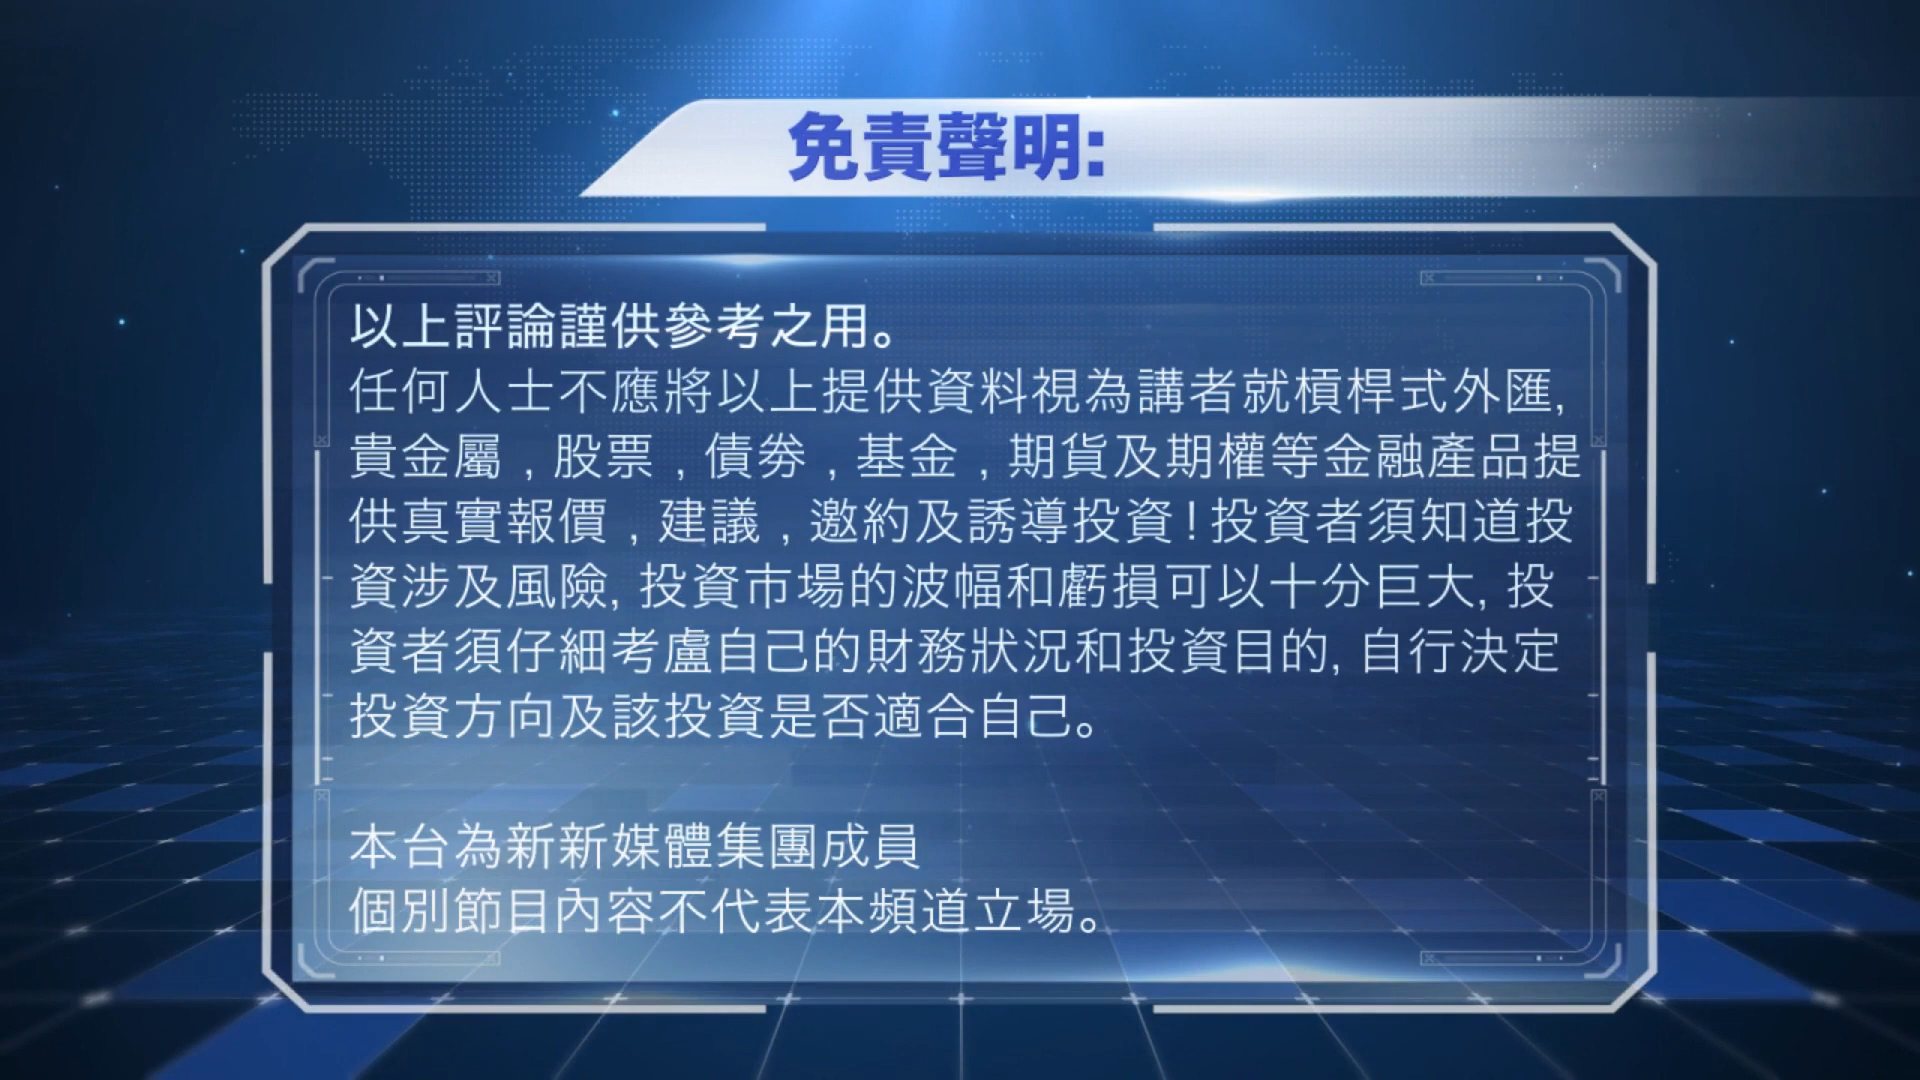 免責聲明:
以上評論謹供參考之用。
任何人士不應將以上提供資料視為講者就槓桿式外匯,
貴金屬，股票，債券，基金，期貨及期權等金融產品提
供真實報價，建議，邀約及誘導投資!投資者須知道投
資涉及風險, 投資市場的波幅和虧損可以十分巨大, 投
資者須仔細考盧自己的財務狀況和投資目的, 自行決定
投資方向及該投資是否適合自己。
本台為新新媒體集團成員
個別節目內容不代表本頻道立場。